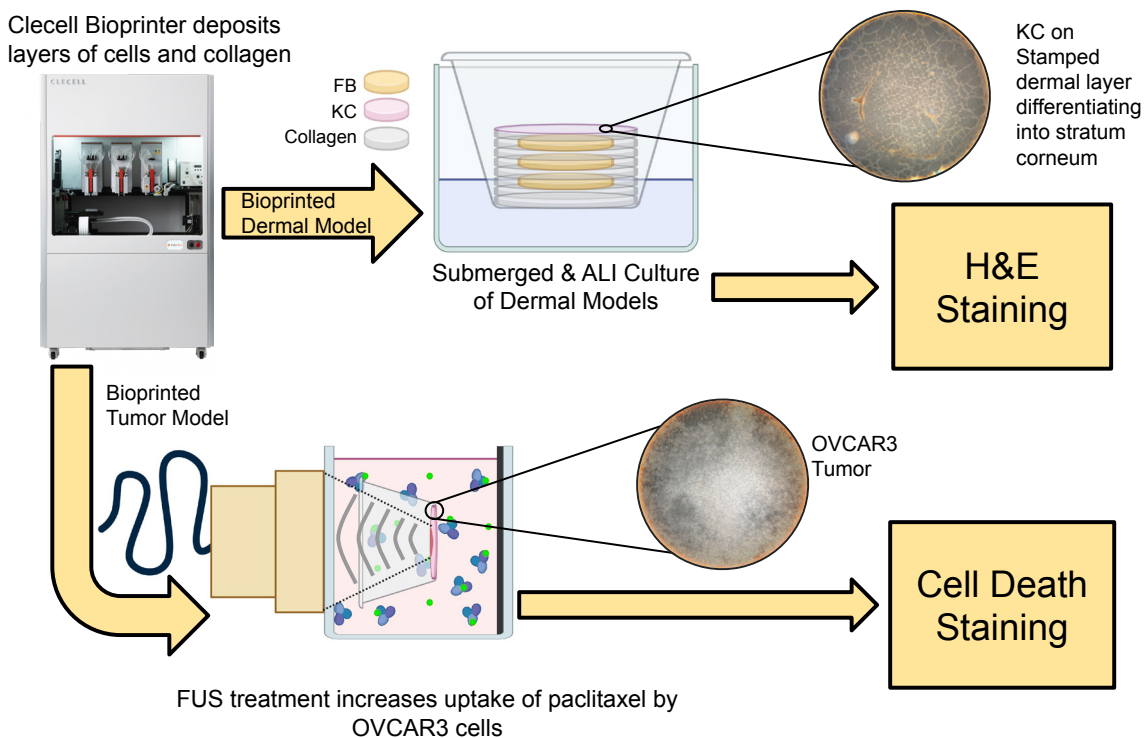 Clecell Bioprinter deposits
layers of cells and collagen
CLECELL
FB
KC
Collagen
KC on
Stamped
dermal layer
differentiating
into stratum
corneum
Bioprinted
Dermal Model
Submerged & ALI Culture
of Dermal Models
H&E
Staining
Bioprinted
Tumor Model
OVCAR3
Tumor
Cell Death
Staining
FUS treatment increases uptake of paclitaxel by
OVCAR3 cells